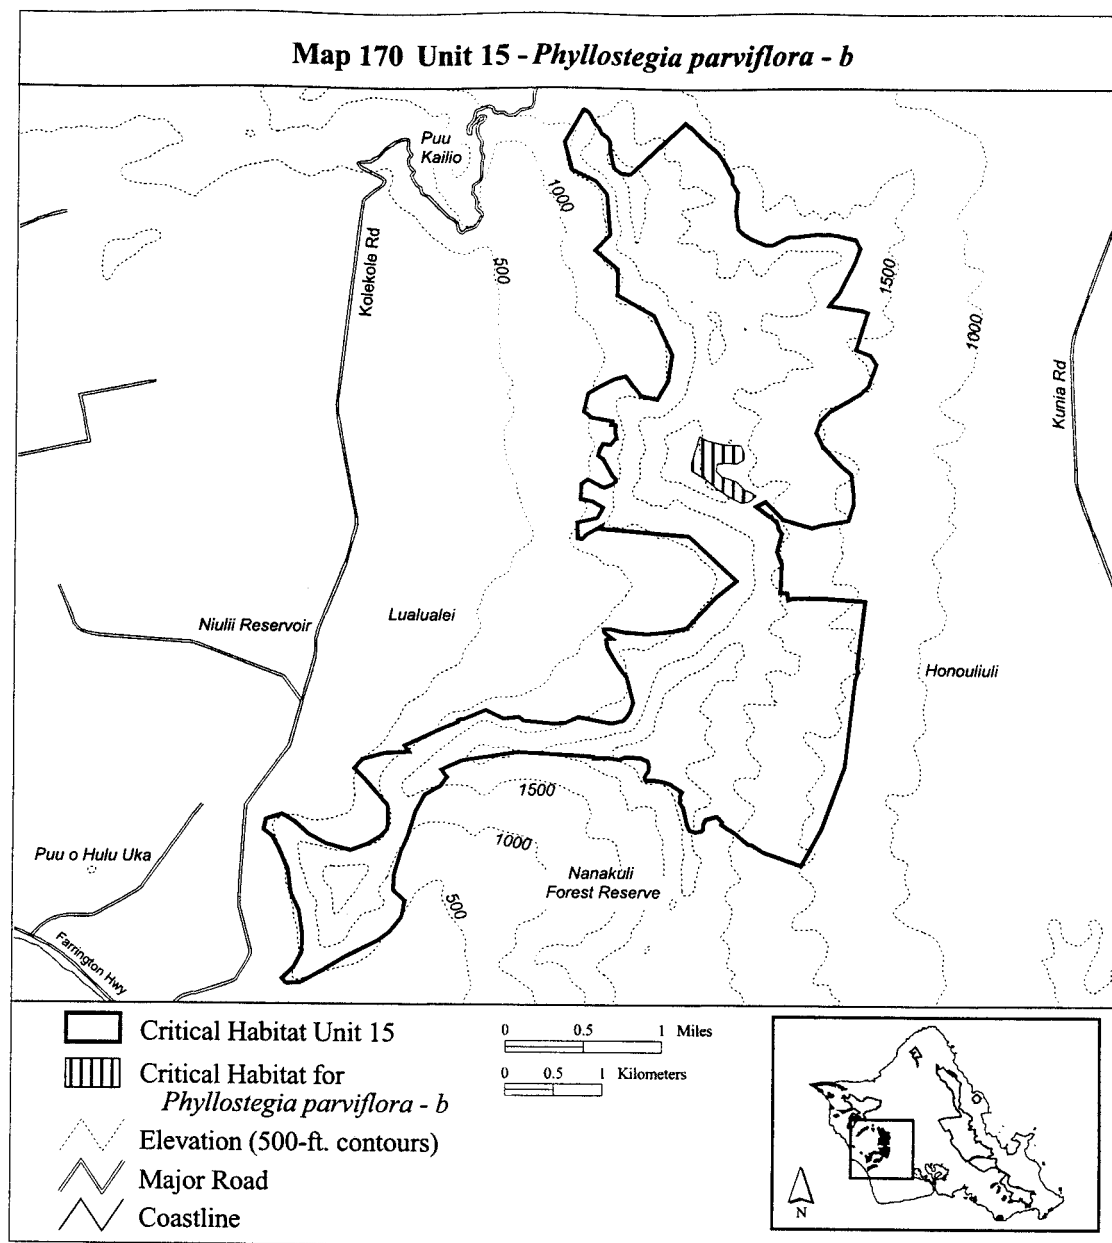 Map 170 Unit 15 - Phyllostegia parviflora - b
Puu
Kailio
1000
500
Kolekole Rd
1500
1000
Kunia Rd
Niulii Reservoir
Lualualei
Honouliuli
1500
1000
Puu o Hulu Uka
Nanakuli
Forest Reserve
500
Farrington Hwy
Critical Habitat Unit 15
Critical Habitat for
Phyllostegia parviflora - b
Elevation (500-ft. contours)
Major Road
Coastline
0 0.5 1 Miles
0 0.5 1 Kilometers
N